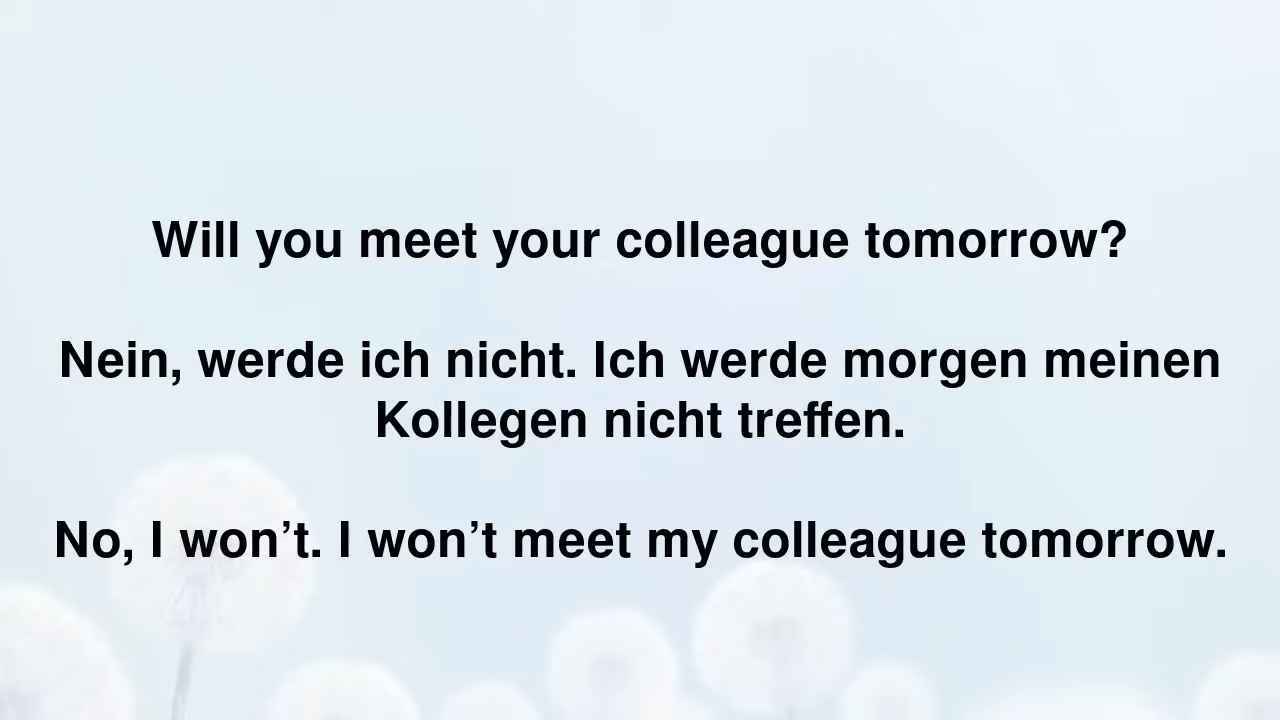 Will you meet your colleague tomorrow?
Nein, werde ich nicht. Ich werde morgen meinen
Kollegen nicht treffen.
No, I won’t. I won’t meet my colleague tomorrow.